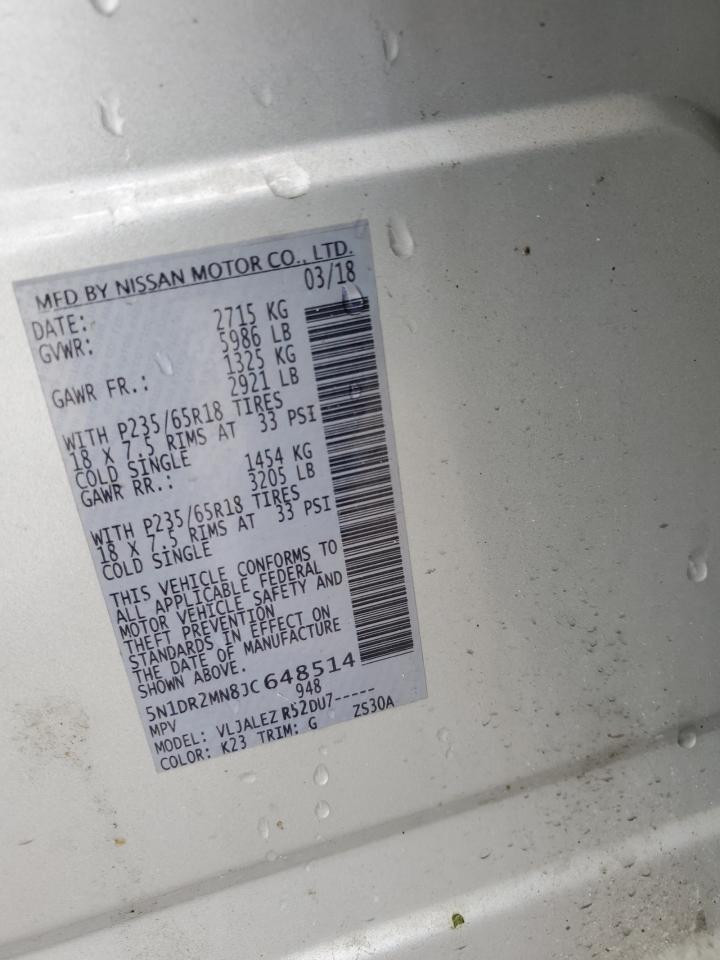 MFD BY NISSAN MOTOR CO., LTD.
DATE: 03/18
GVWR: 2715 KG
5986 LB
GAWR FR.: 1325 KG
2921 LB
WITH P235/65R18 TIRES
18 X 7.5 RIMS AT 33 PSI
COLD SINGLE
GAWR RR.: 1454 KG
3205 LB
WITH P235/65R18 TIRES
18 X 7.5 RIMS AT 33 PSI
COLD SINGLE
THIS VEHICLE CONFORMS TO
ALL APPLICABLE FEDERAL
MOTOR VEHICLE SAFETY AND
THEFT PREVENTION
STANDARDS IN EFFECT ON
THE DATE OF MANUFACTURE
SHOWN ABOVE.
5N1DR2MN8JC648514
MPV 948
MODEL: VLJALEZ R52DU7-----
COLOR: K23 TRIM: G ZS30A